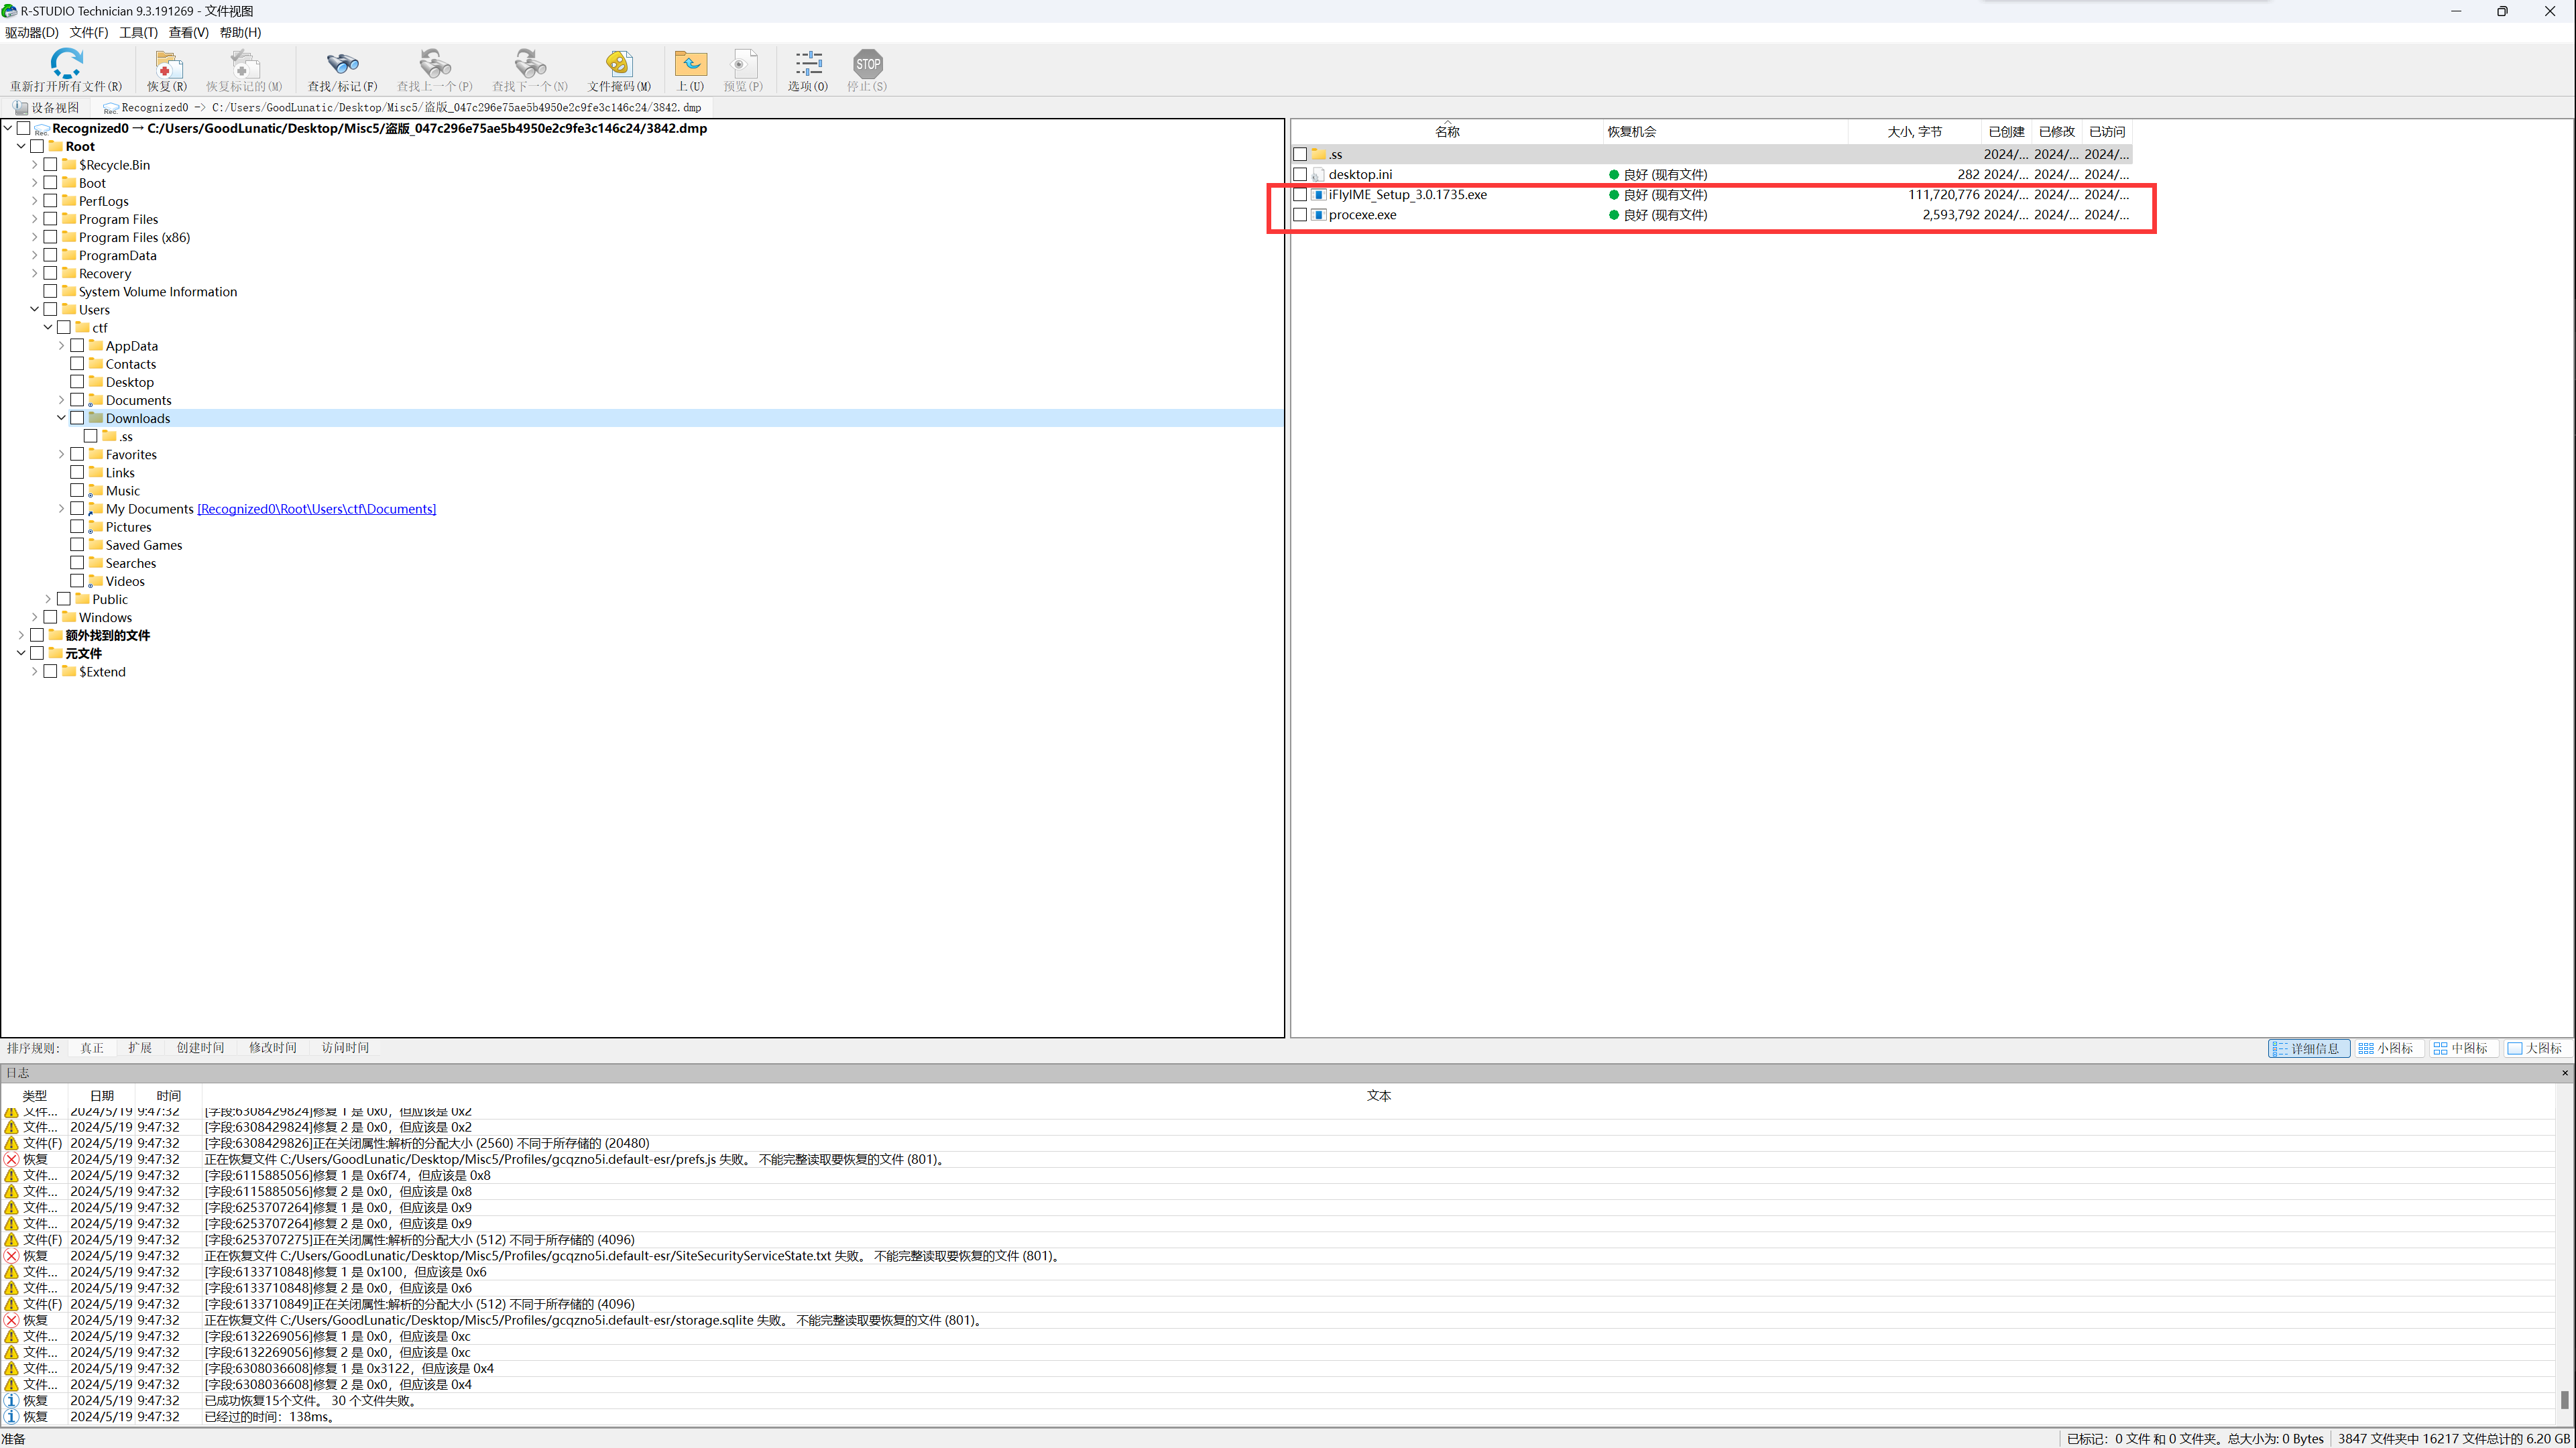 R-STUDIO Technician 9.3.191269 - 文件视图
驱动器(D) 文件(F) 工具(T) 查看(V) 帮助(H)
重新打开所有文件(R) 恢复(R) 恢复标记的(M) 查找/标记(F) 查找上一个(P) 查找下一个(N) 文件掩码(M) 上(U) 预览(P) 选项(O) STOP 停止(S)
设备视图 Rec. Recognized0 -> C:/Users/GoodLunatic/Desktop/Misc5/盗版_047c296e75ae5b4950e2c9fe3c146c24/3842.dmp
Rec. Recognized0 → C:/Users/GoodLunatic/Desktop/Misc5/盗版_047c296e75ae5b4950e2c9fe3c146c24/3842.dmp
Root
$Recycle.Bin
Boot
PerfLogs
Program Files
Program Files (x86)
ProgramData
Recovery
System Volume Information
Users
ctf
AppData
Contacts
Desktop
Documents
Downloads
.ss
Favorites
Links
Music
My Documents [Recognized0\Root\Users\ctf\Documents]
Pictures
Saved Games
Searches
Videos
Public
Windows
额外找到的文件
元文件
$Extend
名称 恢复机会 大小, 字节 已创建 已修改 已访问
.ss 2024/... 2024/... 2024/...
desktop.ini 良好 (现有文件) 282 2024/... 2024/... 2024/...
iFlyIME_Setup_3.0.1735.exe 良好 (现有文件) 111,720,776 2024/... 2024/... 2024/...
procexe.exe 良好 (现有文件) 2,593,792 2024/... 2024/... 2024/...
排序规则: 真正 扩展 创建时间 修改时间 访问时间
详细信息 小图标 中图标 大图标
日志
类型 日期 时间 文本
文件... 2024/5/19 9:47:32 [字段:6308429824]修复 1 是 0x0，但应该是 0x2
文件... 2024/5/19 9:47:32 [字段:6308429824]修复 2 是 0x0，但应该是 0x2
文件(F) 2024/5/19 9:47:32 [字段:6308429826]正在关闭属性:解析的分配大小 (2560) 不同于所存储的 (20480)
恢复 2024/5/19 9:47:32 正在恢复文件 C:/Users/GoodLunatic/Desktop/Misc5/Profiles/gcqzno5i.default-esr/prefs.js 失败。 不能完整读取要恢复的文件 (801)。
文件... 2024/5/19 9:47:32 [字段:6115885056]修复 1 是 0x6f74，但应该是 0x8
文件... 2024/5/19 9:47:32 [字段:6115885056]修复 2 是 0x0，但应该是 0x8
文件... 2024/5/19 9:47:32 [字段:6253707264]修复 1 是 0x0，但应该是 0x9
文件... 2024/5/19 9:47:32 [字段:6253707264]修复 2 是 0x0，但应该是 0x9
文件(F) 2024/5/19 9:47:32 [字段:6253707275]正在关闭属性:解析的分配大小 (512) 不同于所存储的 (4096)
恢复 2024/5/19 9:47:32 正在恢复文件 C:/Users/GoodLunatic/Desktop/Misc5/Profiles/gcqzno5i.default-esr/SiteSecurityServiceState.txt 失败。 不能完整读取要恢复的文件 (801)。
文件... 2024/5/19 9:47:32 [字段:6133710848]修复 1 是 0x100，但应该是 0x6
文件... 2024/5/19 9:47:32 [字段:6133710848]修复 2 是 0x0，但应该是 0x6
文件(F) 2024/5/19 9:47:32 [字段:6133710849]正在关闭属性:解析的分配大小 (512) 不同于所存储的 (4096)
恢复 2024/5/19 9:47:32 正在恢复文件 C:/Users/GoodLunatic/Desktop/Misc5/Profiles/gcqzno5i.default-esr/storage.sqlite 失败。 不能完整读取要恢复的文件 (801)。
文件... 2024/5/19 9:47:32 [字段:6132269056]修复 1 是 0x0，但应该是 0xc
文件... 2024/5/19 9:47:32 [字段:6132269056]修复 2 是 0x0，但应该是 0xc
文件... 2024/5/19 9:47:32 [字段:6308036608]修复 1 是 0x3122，但应该是 0x4
文件... 2024/5/19 9:47:32 [字段:6308036608]修复 2 是 0x0，但应该是 0x4
恢复 2024/5/19 9:47:32 已成功恢复15个文件。 30 个文件失败。
恢复 2024/5/19 9:47:32 已经过的时间：138ms。
准备 已标记：0 文件 和 0 文件夹。总大小为: 0 Bytes 3847 文件夹中 16217 文件总计的 6.20 GB